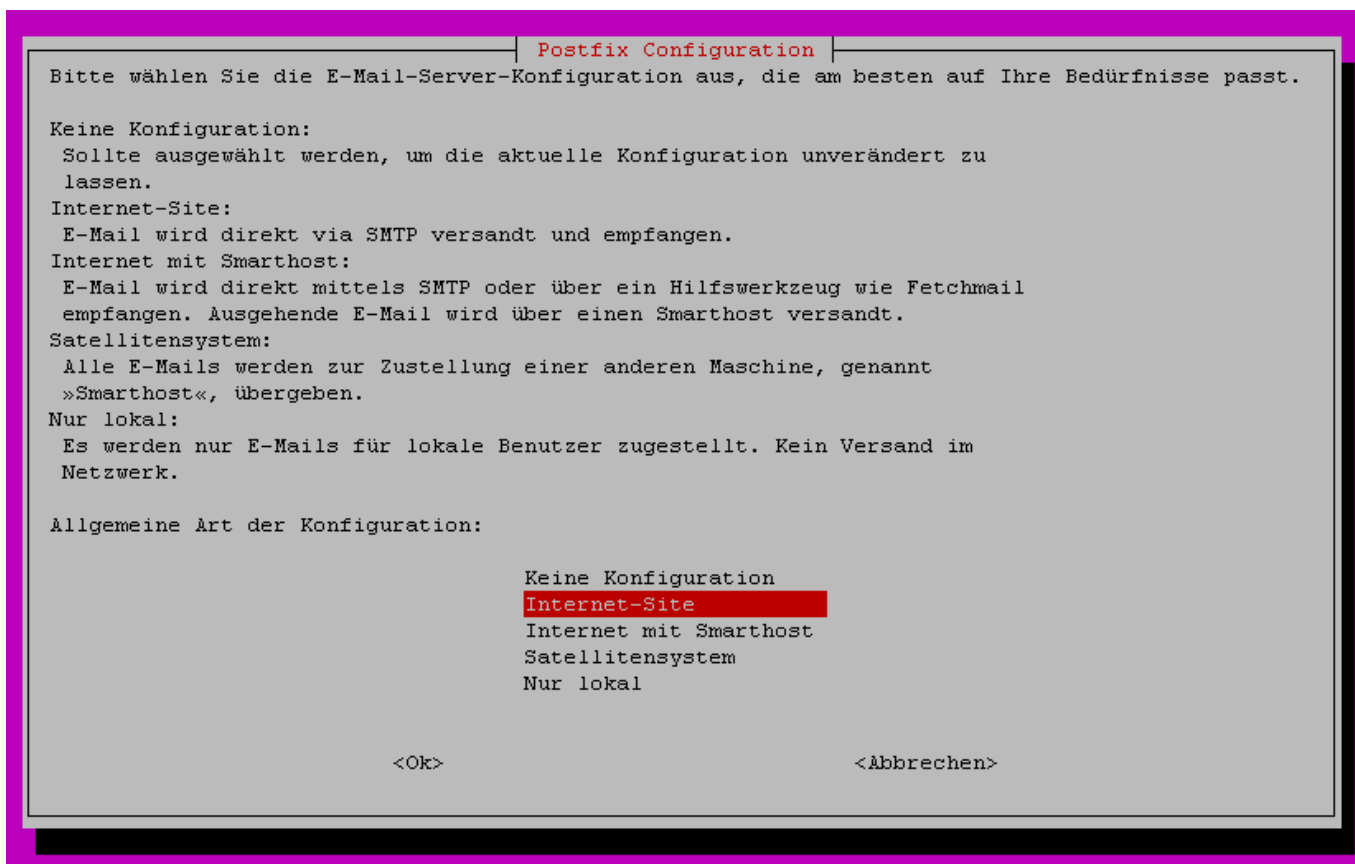 Postfix Configuration
Bitte wählen Sie die E-Mail-Server-Konfiguration aus, die am besten auf Ihre Bedürfnisse passt.
Keine Konfiguration:
Sollte ausgewählt werden, um die aktuelle Konfiguration unverändert zu
lassen.
Internet-Site:
E-Mail wird direkt via SMTP versandt und empfangen.
Internet mit Smarthost:
E-Mail wird direkt mittels SMTP oder über ein Hilfswerkzeug wie Fetchmail
empfangen. Ausgehende E-Mail wird über einen Smarthost versandt.
Satellitensystem:
Alle E-Mails werden zur Zustellung einer anderen Maschine, genannt
»Smarthost«, übergeben.
Nur lokal:
Es werden nur E-Mails für lokale Benutzer zugestellt. Kein Versand im
Netzwerk.
Allgemeine Art der Konfiguration:
Keine Konfiguration
Internet-Site
Internet mit Smarthost
Satellitensystem
Nur lokal
<Ok> <Abbrechen>